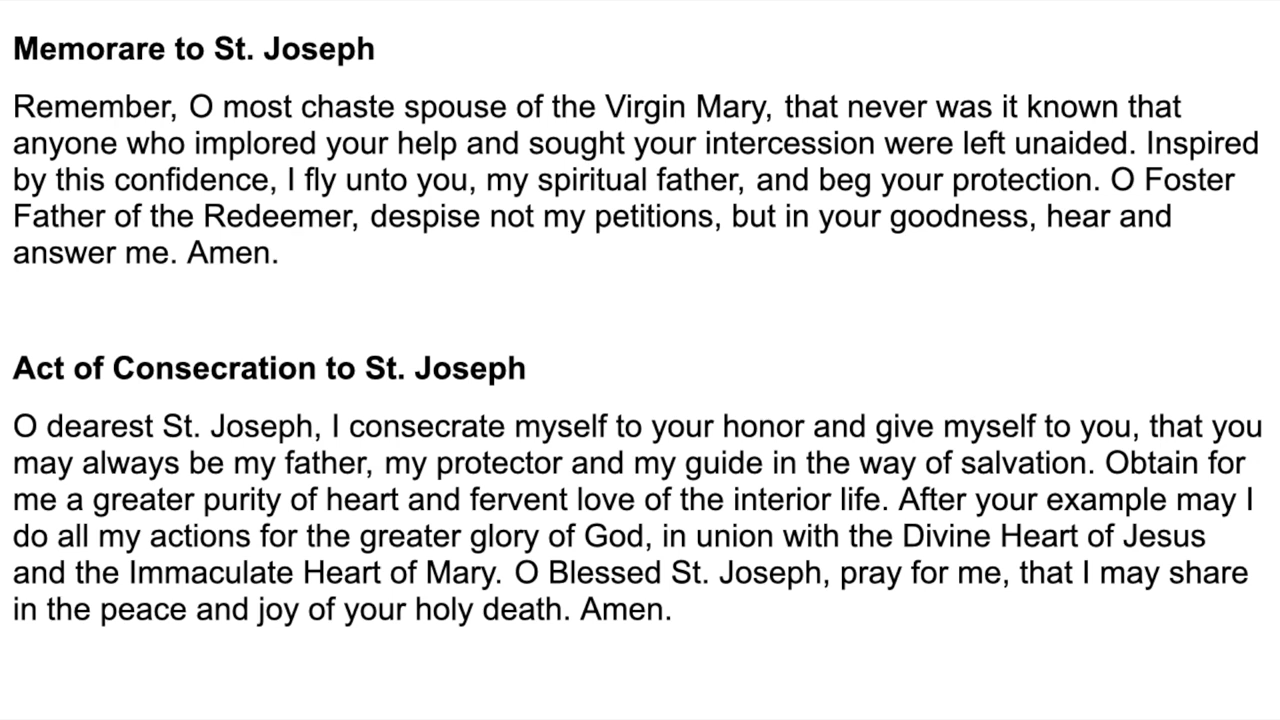 Memorare to St. Joseph
Remember, O most chaste spouse of the Virgin Mary, that never was it known that
anyone who implored your help and sought your intercession were left unaided. Inspired
by this confidence, I fly unto you, my spiritual father, and beg your protection. O Foster
Father of the Redeemer, despise not my petitions, but in your goodness, hear and
answer me. Amen.
Act of Consecration to St. Joseph
O dearest St. Joseph, I consecrate myself to your honor and give myself to you, that you
may always be my father, my protector and my guide in the way of salvation. Obtain for
me a greater purity of heart and fervent love of the interior life. After your example may I
do all my actions for the greater glory of God, in union with the Divine Heart of Jesus
and the Immaculate Heart of Mary. O Blessed St. Joseph, pray for me, that I may share
in the peace and joy of your holy death. Amen.